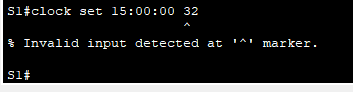 S1#clock set 15:00:00 32
^
% Invalid input detected at '^' marker.
S1#